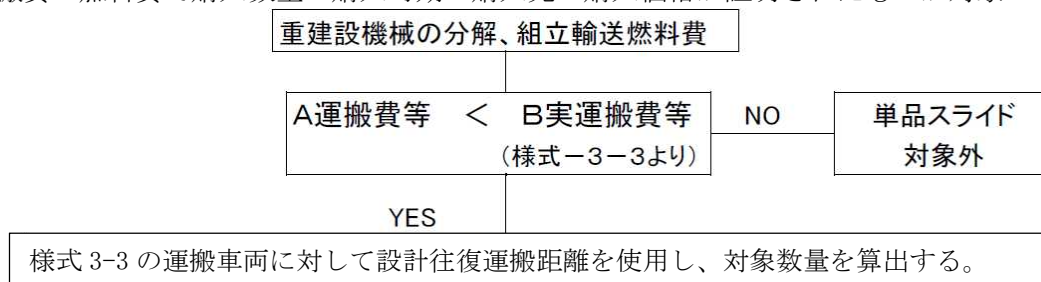 重建設機械の分解、組立輸送燃料費
A運搬費等 ＜ B実運搬費等 NO 単品スライド
（様式－3－3より） 対象外
YES
様式 3-3 の運搬車両に対して設計往復運搬距離を使用し、対象数量を算出する。